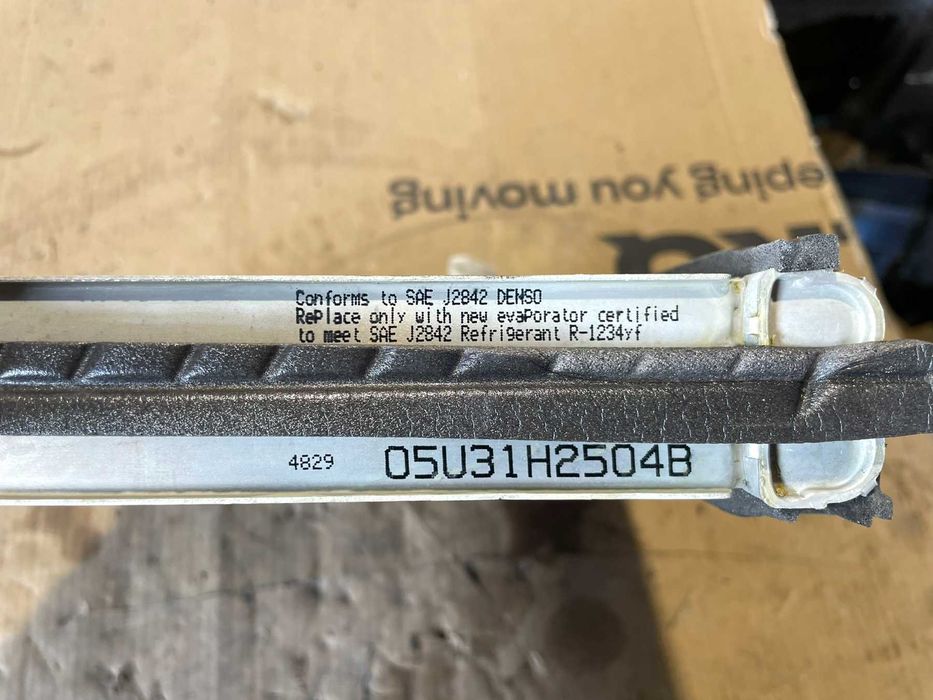 eping you moving
Conforms to SAE J2842 DENSO
RePlace only with new evaPorator certified
to meet SAE J2842 Refrigerant R-1234yf
4829 05U31H2504B